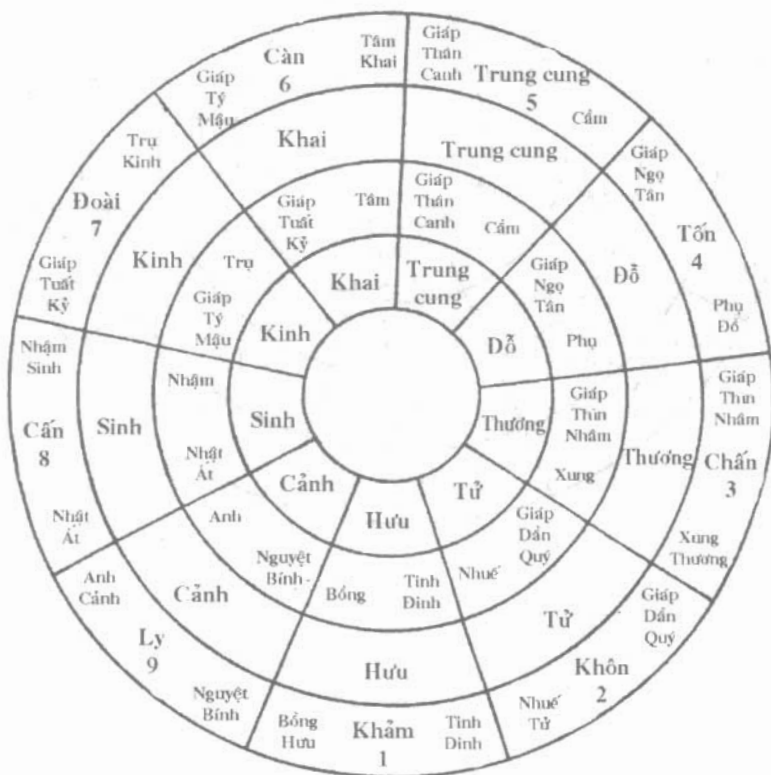 Càn
6
Giáp
Tý
Mậu
Tâm
Khai
Giáp
Thân
Canh
Trung cung
5
Cầm
Giáp
Ngọ
Tân
Tốn
4
Phụ
Đỗ
Giáp
Thìn
Nhâm
Chấn
3
Xung
Thương
Giáp
Dần
Quý
Khôn
2
Nhuế
Tử
Tinh
Đinh
Khảm
1
Bồng
Hưu
Nguyệt
Bính
Ly
9
Anh
Cảnh
Nhật
Ất
Cấn
8
Nhậm
Sinh
Giáp
Tuất
Kỷ
Đoài
7
Trụ
Kinh
Khai
Trung cung
Đỗ
Thương
Tử
Hưu
Cảnh
Sinh
Kinh
Giáp
Tuất
Kỷ
Tâm
Giáp
Thân
Canh
Cầm
Giáp
Ngọ
Tân
Phụ
Giáp
Thìn
Nhâm
Xung
Giáp
Dần
Quý
Nhuế
Tinh
Đinh
Bồng
Nguyệt
Bính
Anh
Nhật
Ất
Nhậm
Giáp
Tý
Mậu
Trụ
Khai
Trung
cung
Đỗ
Thương
Tử
Hưu
Cảnh
Sinh
Kinh